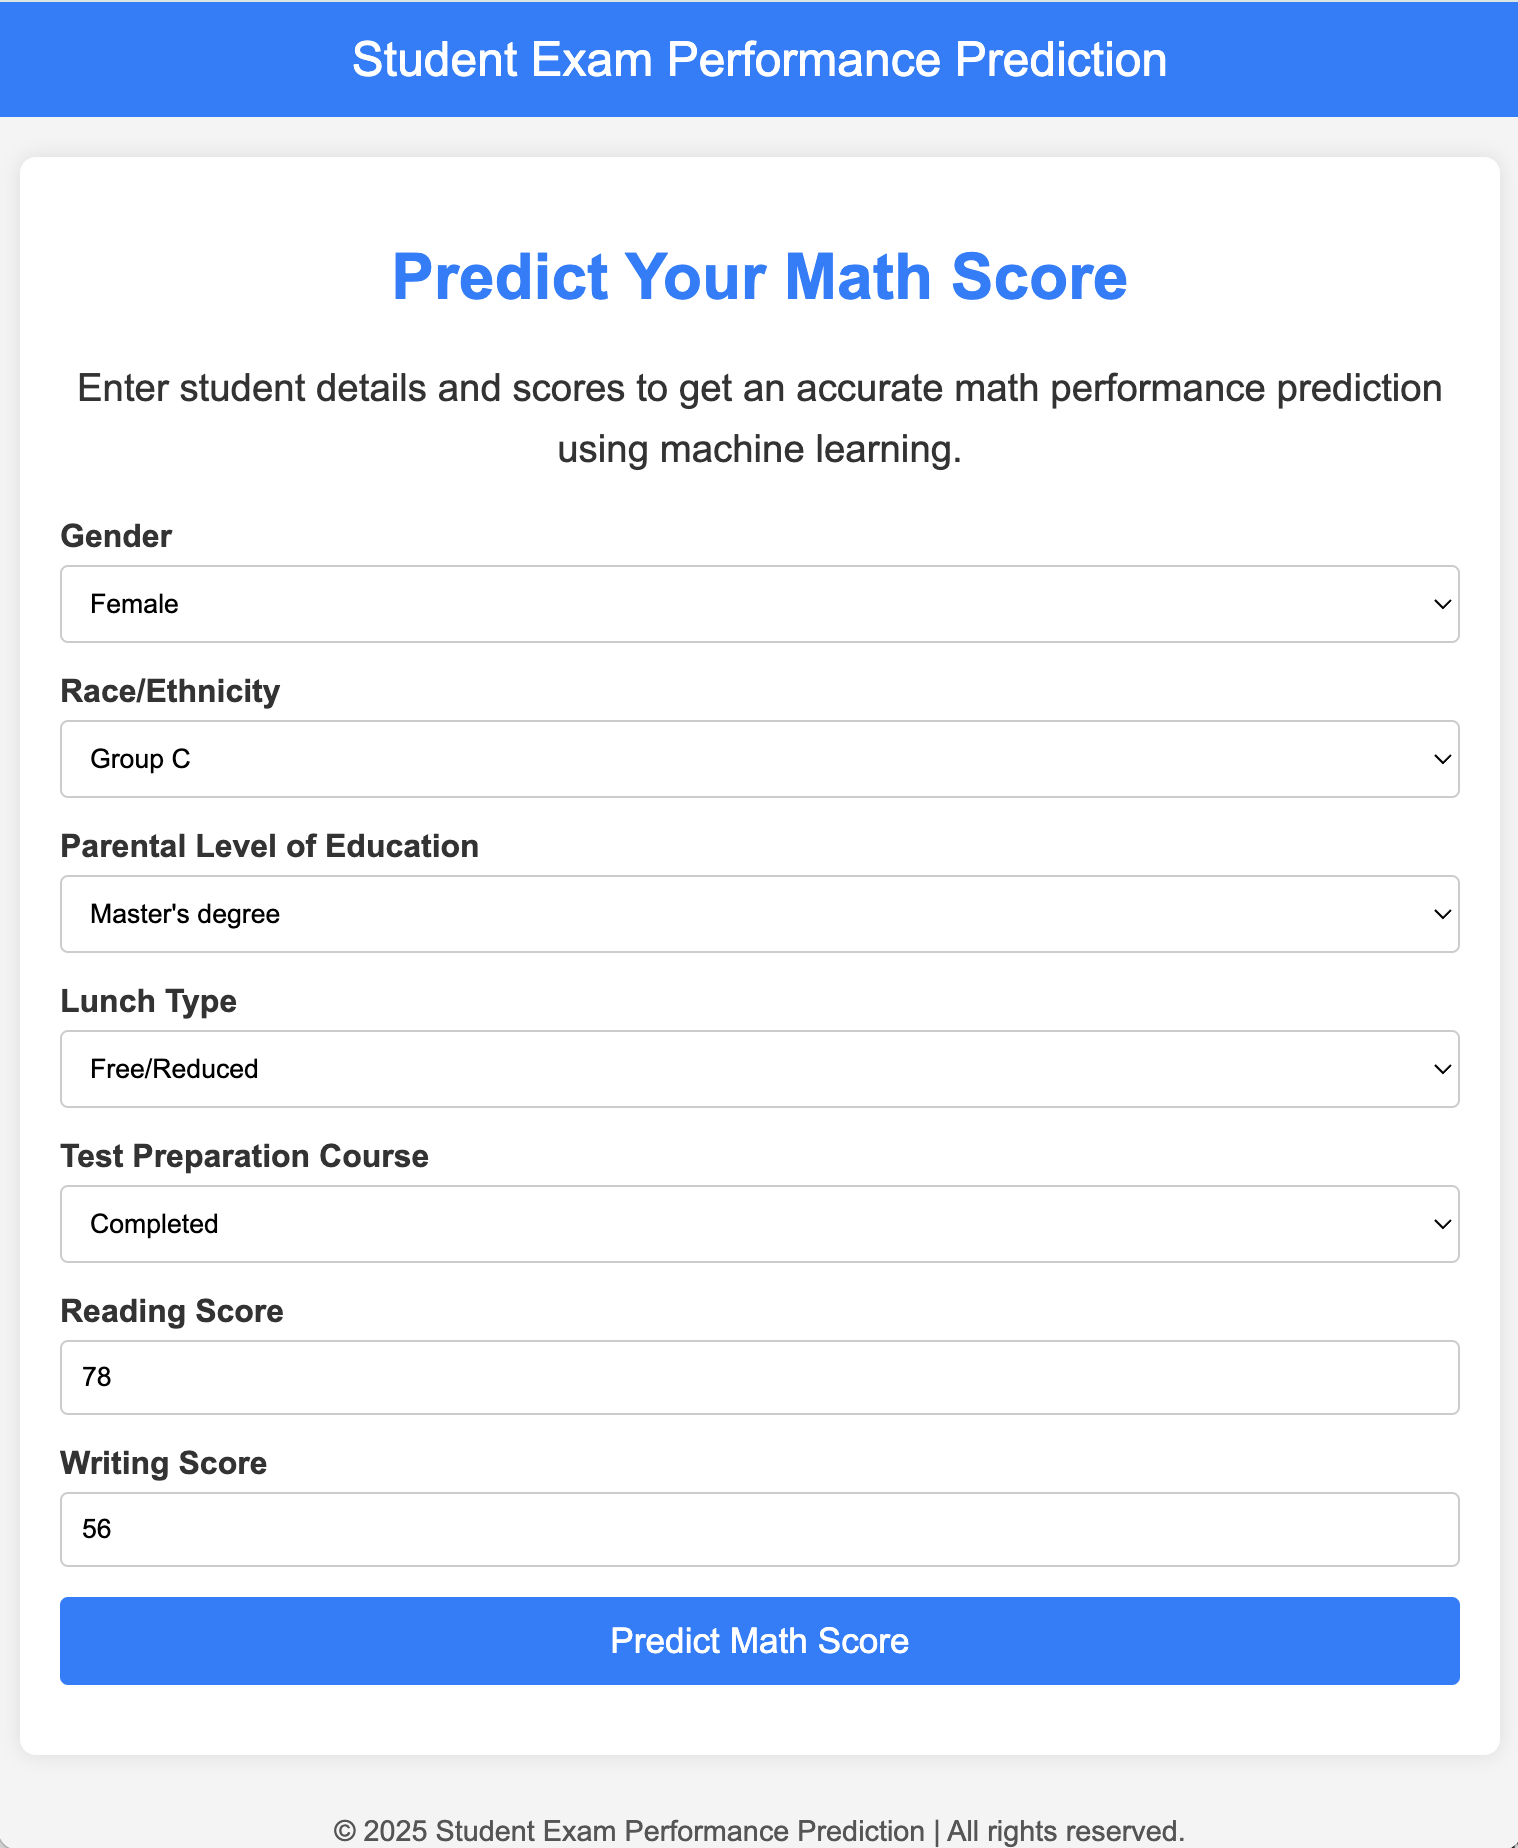 Student Exam Performance Prediction
Predict Your Math Score
Enter student details and scores to get an accurate math performance prediction
using machine learning.
Gender
Female
Race/Ethnicity
Group C
Parental Level of Education
Master's degree
Lunch Type
Free/Reduced
Test Preparation Course
Completed
Reading Score
78
Writing Score
56
Predict Math Score
© 2025 Student Exam Performance Prediction | All rights reserved.